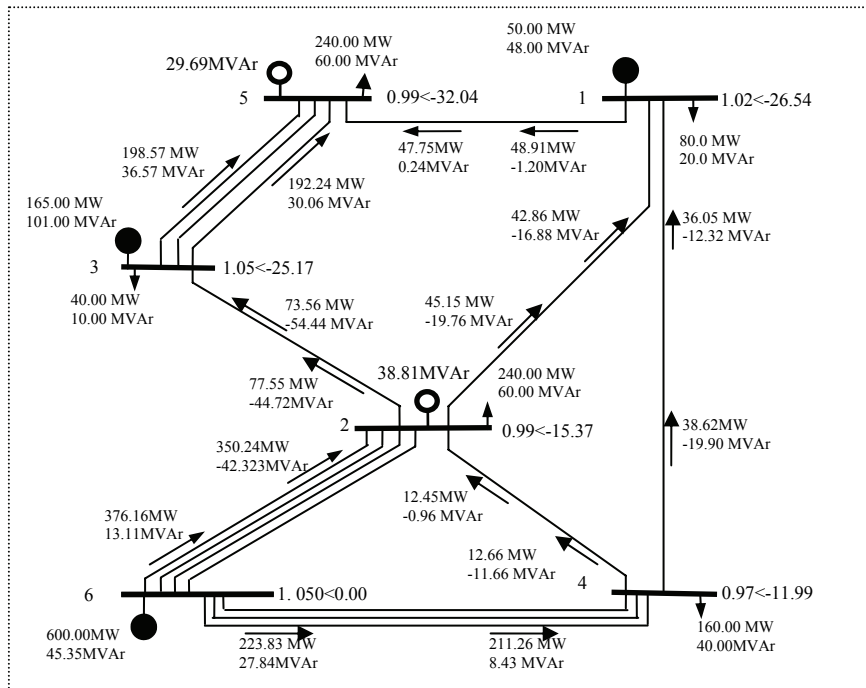 50.00 MW
48.00 MVAr
240.00 MW
60.00 MVAr
29.69MVAr
5
0.99<-32.04
1
1.02<-26.54
80.0 MW
20.0 MVAr
47.75MW
0.24MVAr
48.91MW
-1.20MVAr
198.57 MW
36.57 MVAr
192.24 MW
30.06 MVAr
165.00 MW
101.00 MVAr
42.86 MW
-16.88 MVAr
36.05 MW
-12.32 MVAr
3
1.05<-25.17
40.00 MW
10.00 MVAr
73.56 MW
-54.44 MVAr
45.15 MW
-19.76 MVAr
77.55 MW
-44.72MVAr
38.81MVAr
240.00 MW
60.00 MVAr
2
0.99<-15.37
38.62MW
-19.90 MVAr
350.24MW
-42.323MVAr
12.45MW
-0.96 MVAr
376.16MW
13.11MVAr
12.66 MW
-11.66 MVAr
4
0.97<-11.99
6
1. 050<0.00
160.00 MW
40.00MVAr
600.00MW
45.35MVAr
223.83 MW
27.84MVAr
211.26 MW
8.43 MVAr